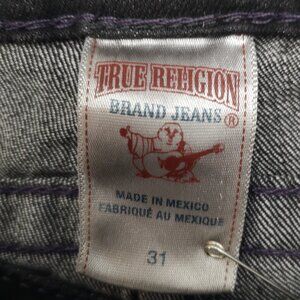 TRUE RELIGION
BRAND JEANS ®
MADE IN MEXICO
FABRIQUÉ AU MEXIQUE
31